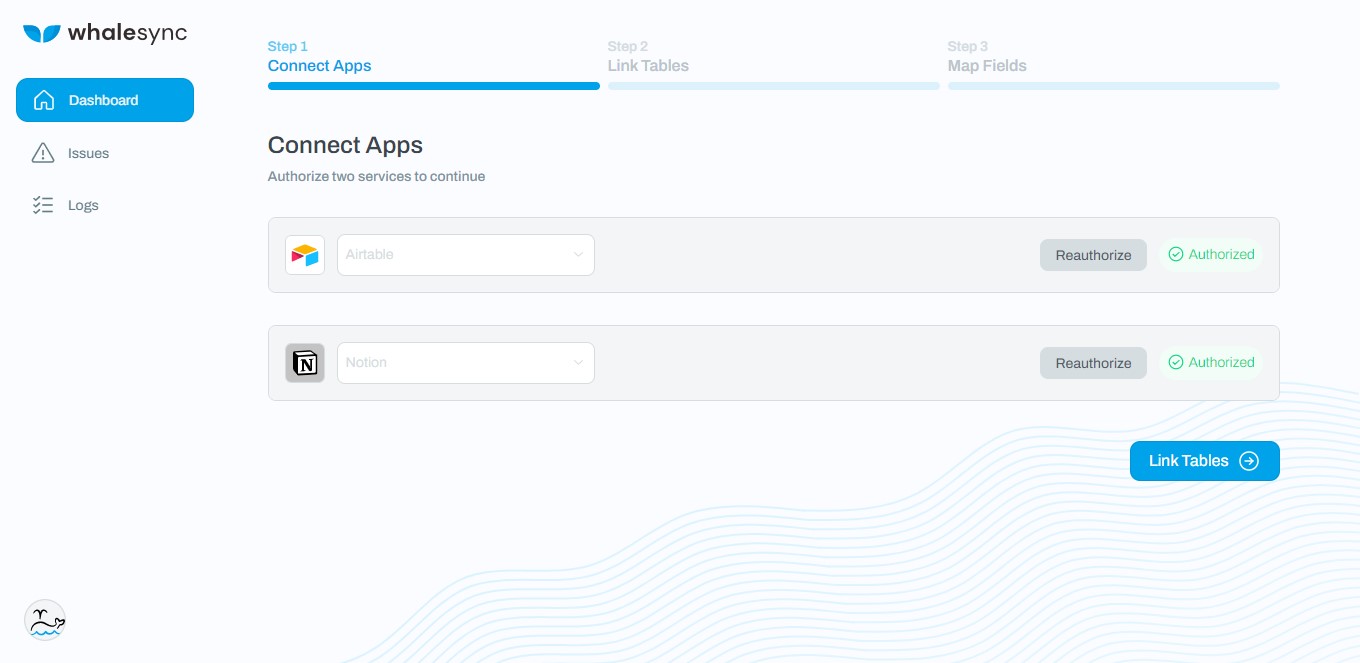 whalesync
Dashboard
Issues
Logs
Step 1
Connect Apps
Step 2
Link Tables
Step 3
Map Fields
Connect Apps
Authorize two services to continue
Airtable
Reauthorize
Authorized
N
Notion
Reauthorize
Authorized
Link Tables